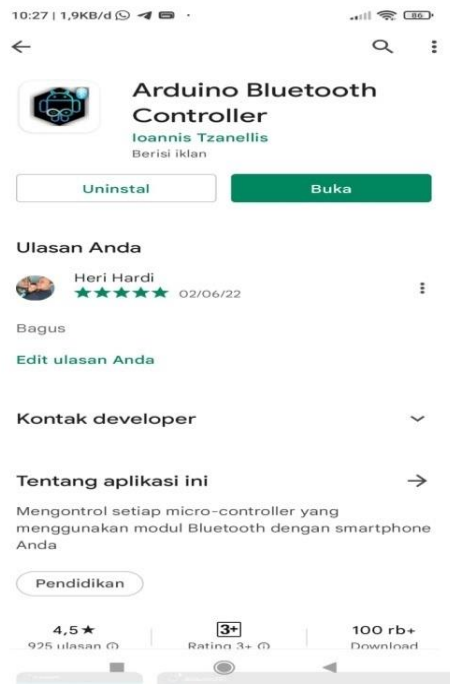 10:27 | 1,9KB/d
86
Arduino Bluetooth
Controller
Ioannis Tzanellis
Berisi iklan
Uninstal
Buka
Ulasan Anda
Heri Hardi
★★★★★ 02/06/22
Bagus
Edit ulasan Anda
Kontak developer
Tentang aplikasi ini
Mengontrol setiap micro-controller yang
menggunakan modul Bluetooth dengan smartphone
Anda
Pendidikan
4,5★
3+
100 rb+
925 ulasan
Rating 3+
Download